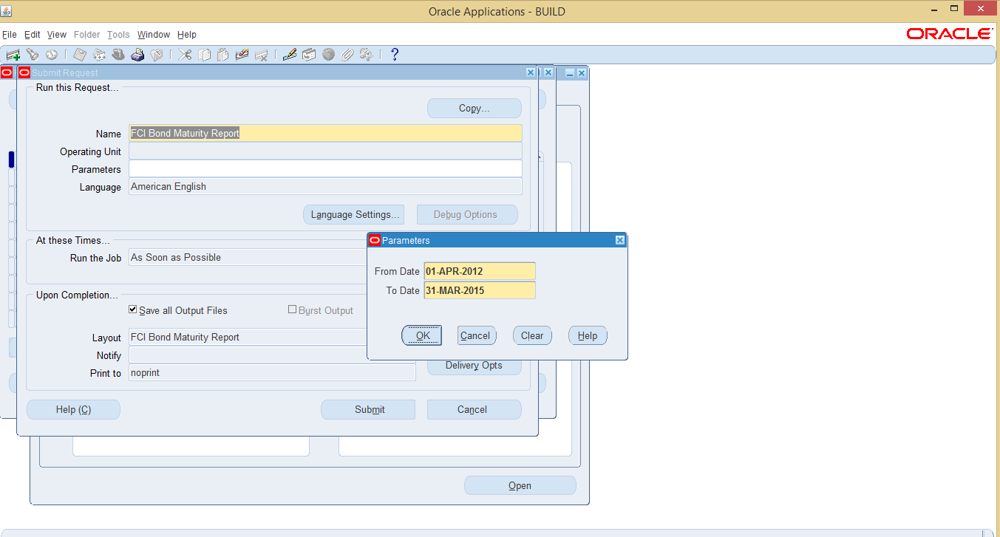 Oracle Applications - BUILD
File Edit View Folder Tools Window Help
ORACLE
Submit Request
Run this Request...
Copy...
Name FCI Bond Maturity Report
Operating Unit
Parameters
Language American English
Language Settings... Debug Options
At these Times...
Run the Job As Soon as Possible
Upon Completion...
Save all Output Files Burst Output
Layout FCI Bond Maturity Report
Notify
Print to noprint
Delivery Opts
Help (C) Submit Cancel
Parameters
From Date 01-APR-2012
To Date 31-MAR-2015
OK Cancel Clear Help
Open